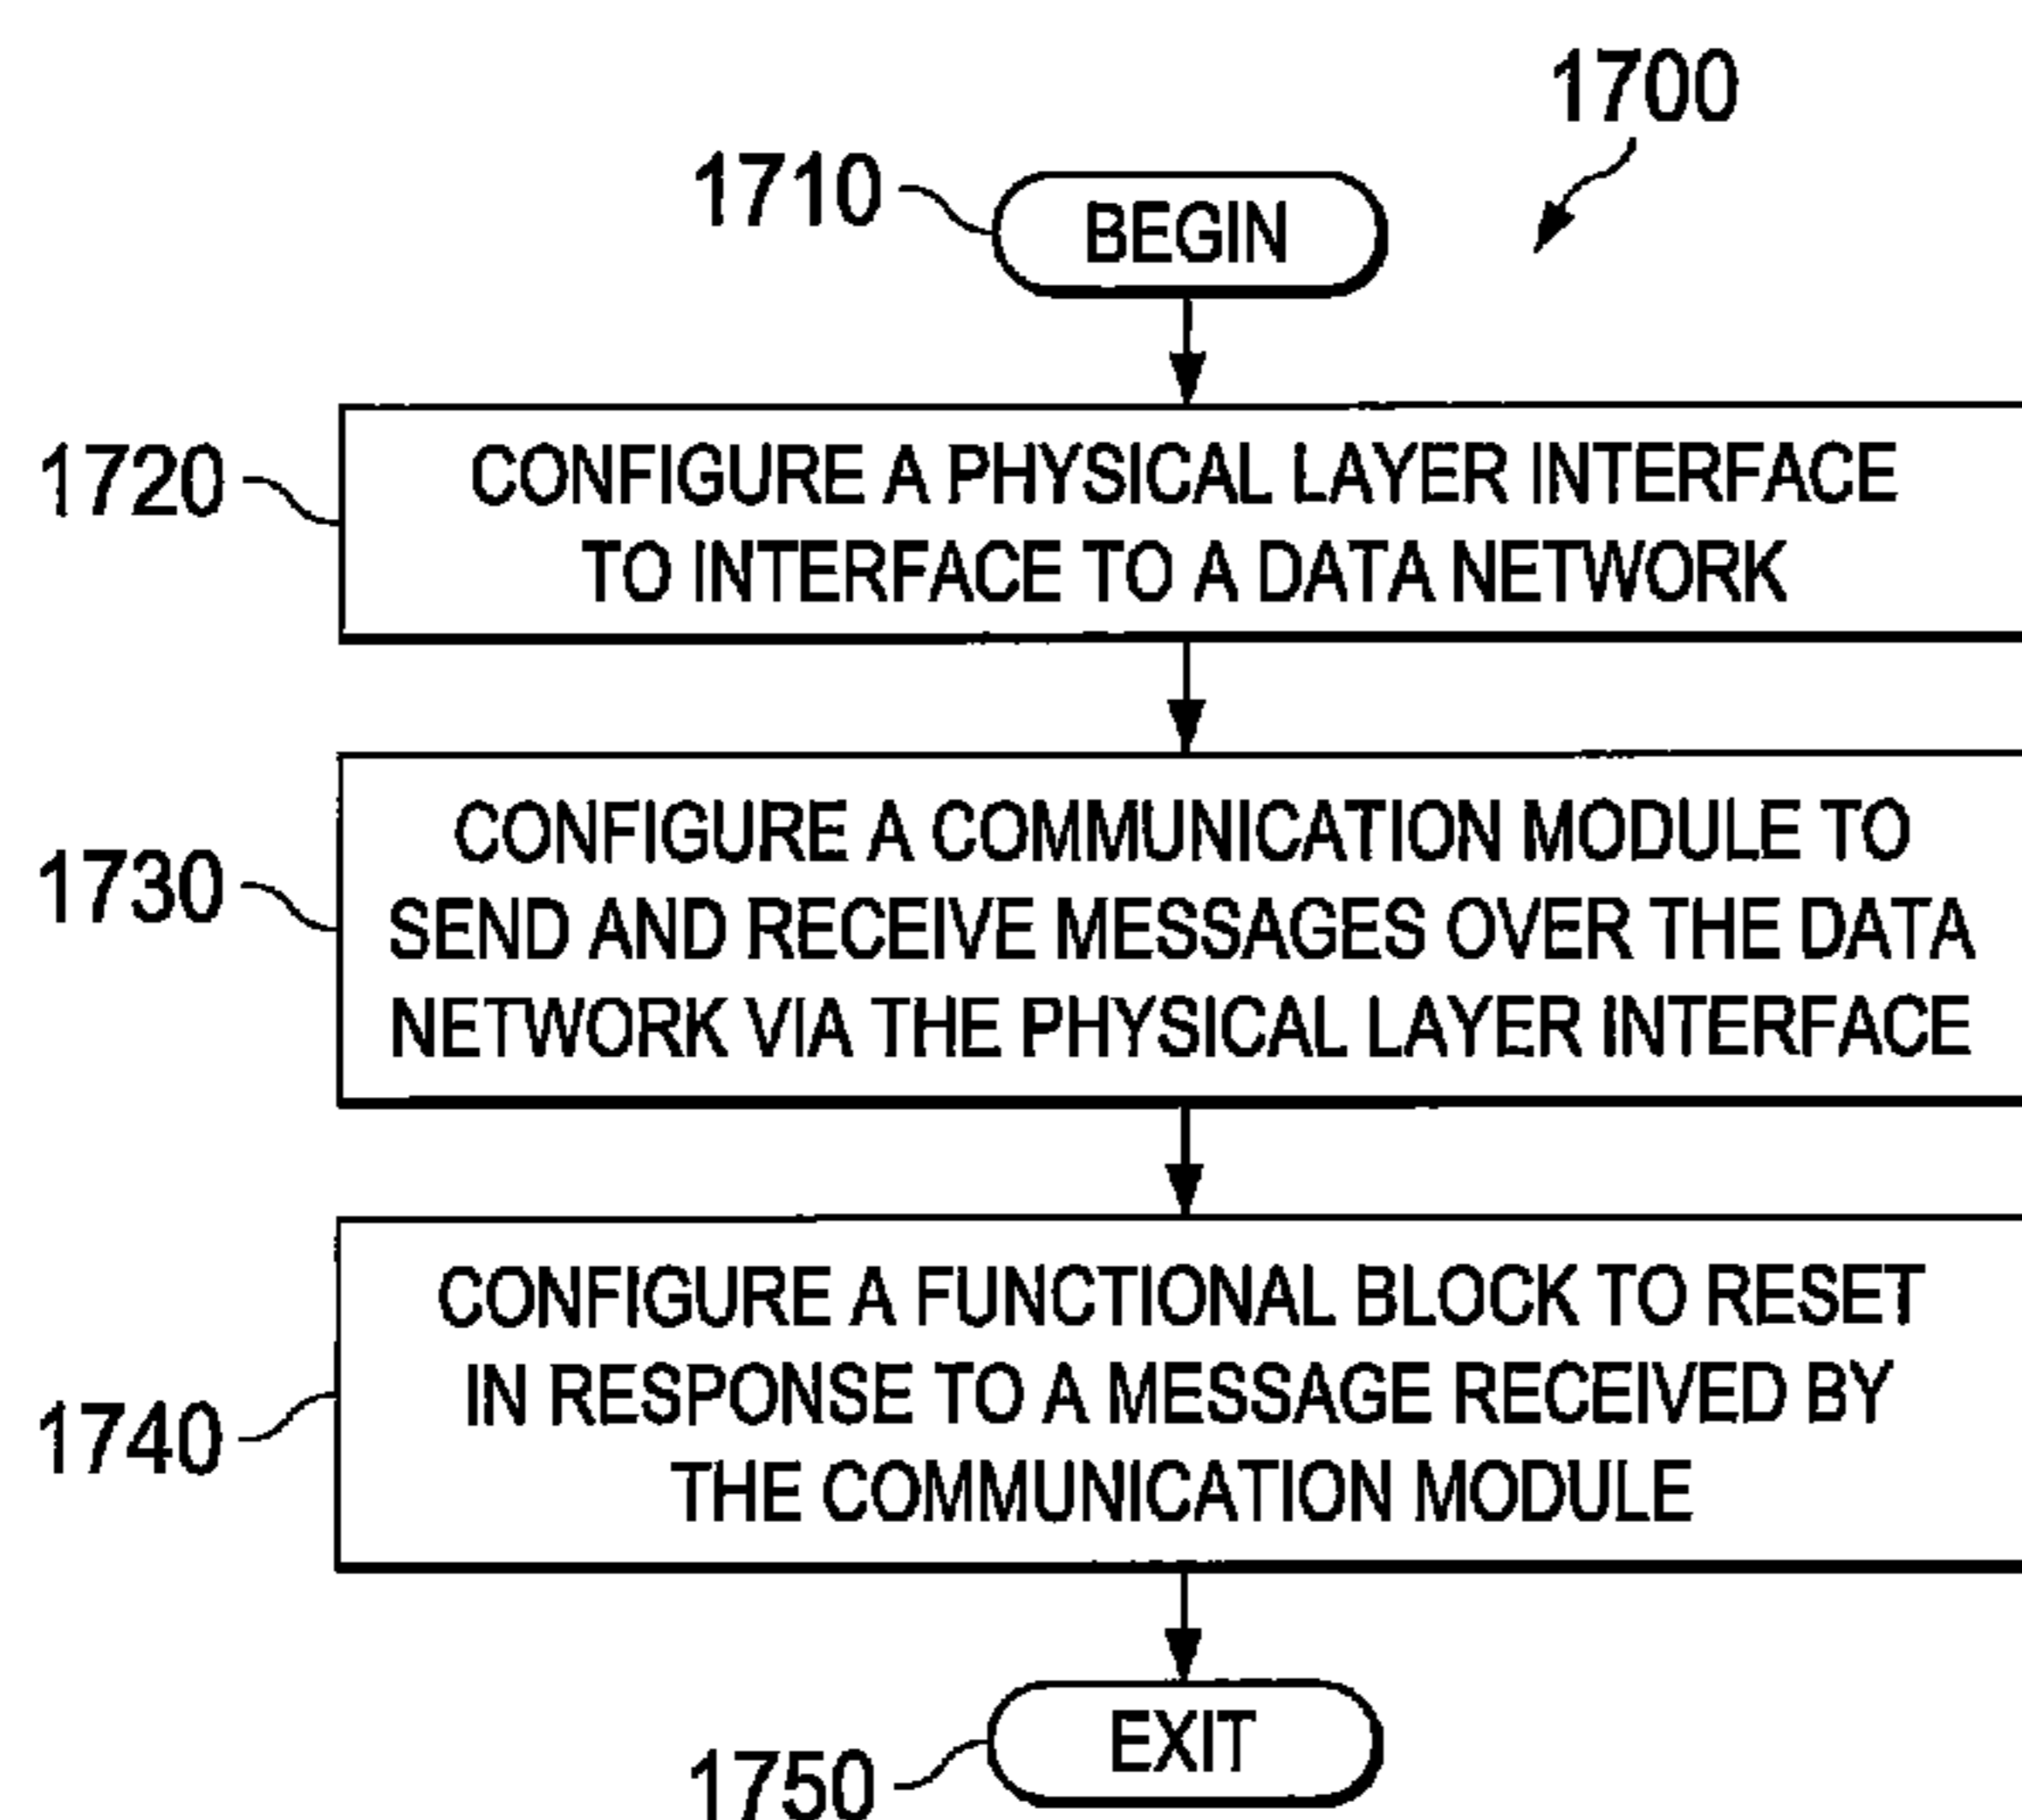 1700
1710
BEGIN
1720
CONFIGURE A PHYSICAL LAYER INTERFACE
TO INTERFACE TO A DATA NETWORK
1730
CONFIGURE A COMMUNICATION MODULE TO
SEND AND RECEIVE MESSAGES OVER THE DATA
NETWORK VIA THE PHYSICAL LAYER INTERFACE
1740
CONFIGURE A FUNCTIONAL BLOCK TO RESET
IN RESPONSE TO A MESSAGE RECEIVED BY
THE COMMUNICATION MODULE
1750
EXIT